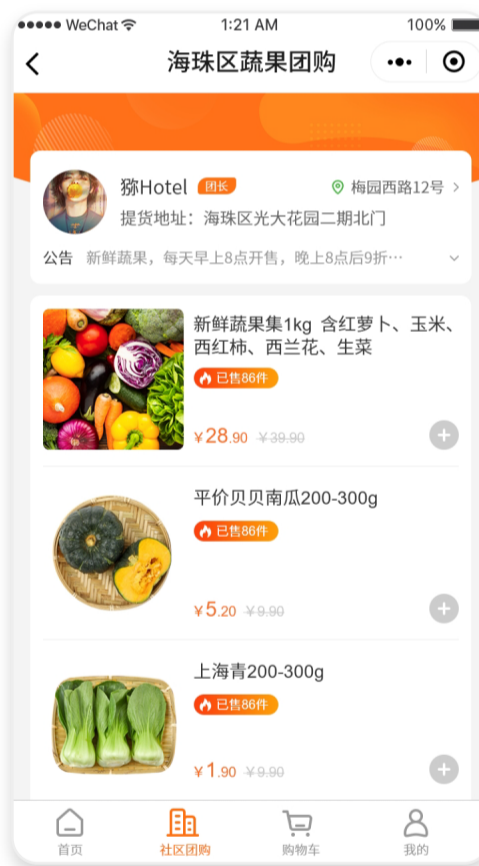 WeChat 1:21 AM 100%
海珠区蔬果团购
猕Hotel 团长 梅园西路12号
提货地址：海珠区光大花园二期北门
公告 新鲜蔬果，每天早上8点开售，晚上8点后9折···
新鲜蔬果集1kg 含红萝卜、玉米、
西红柿、西兰花、生菜
已售86件
¥28.90 ¥39.90
平价贝贝南瓜200-300g
已售86件
¥5.20 ¥9.90
上海青200-300g
已售86件
¥1.90 ¥9.90
首页 社区团购 购物车 我的